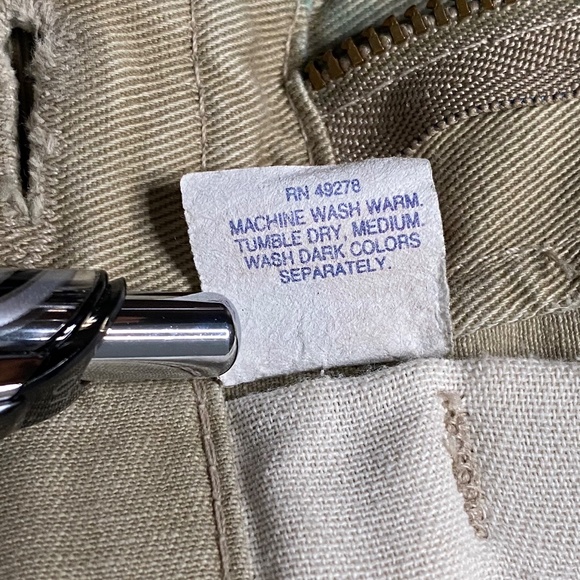 RN 49278
MACHINE WASH WARM.
TUMBLE DRY, MEDIUM.
WASH DARK COLORS
SEPARATELY.